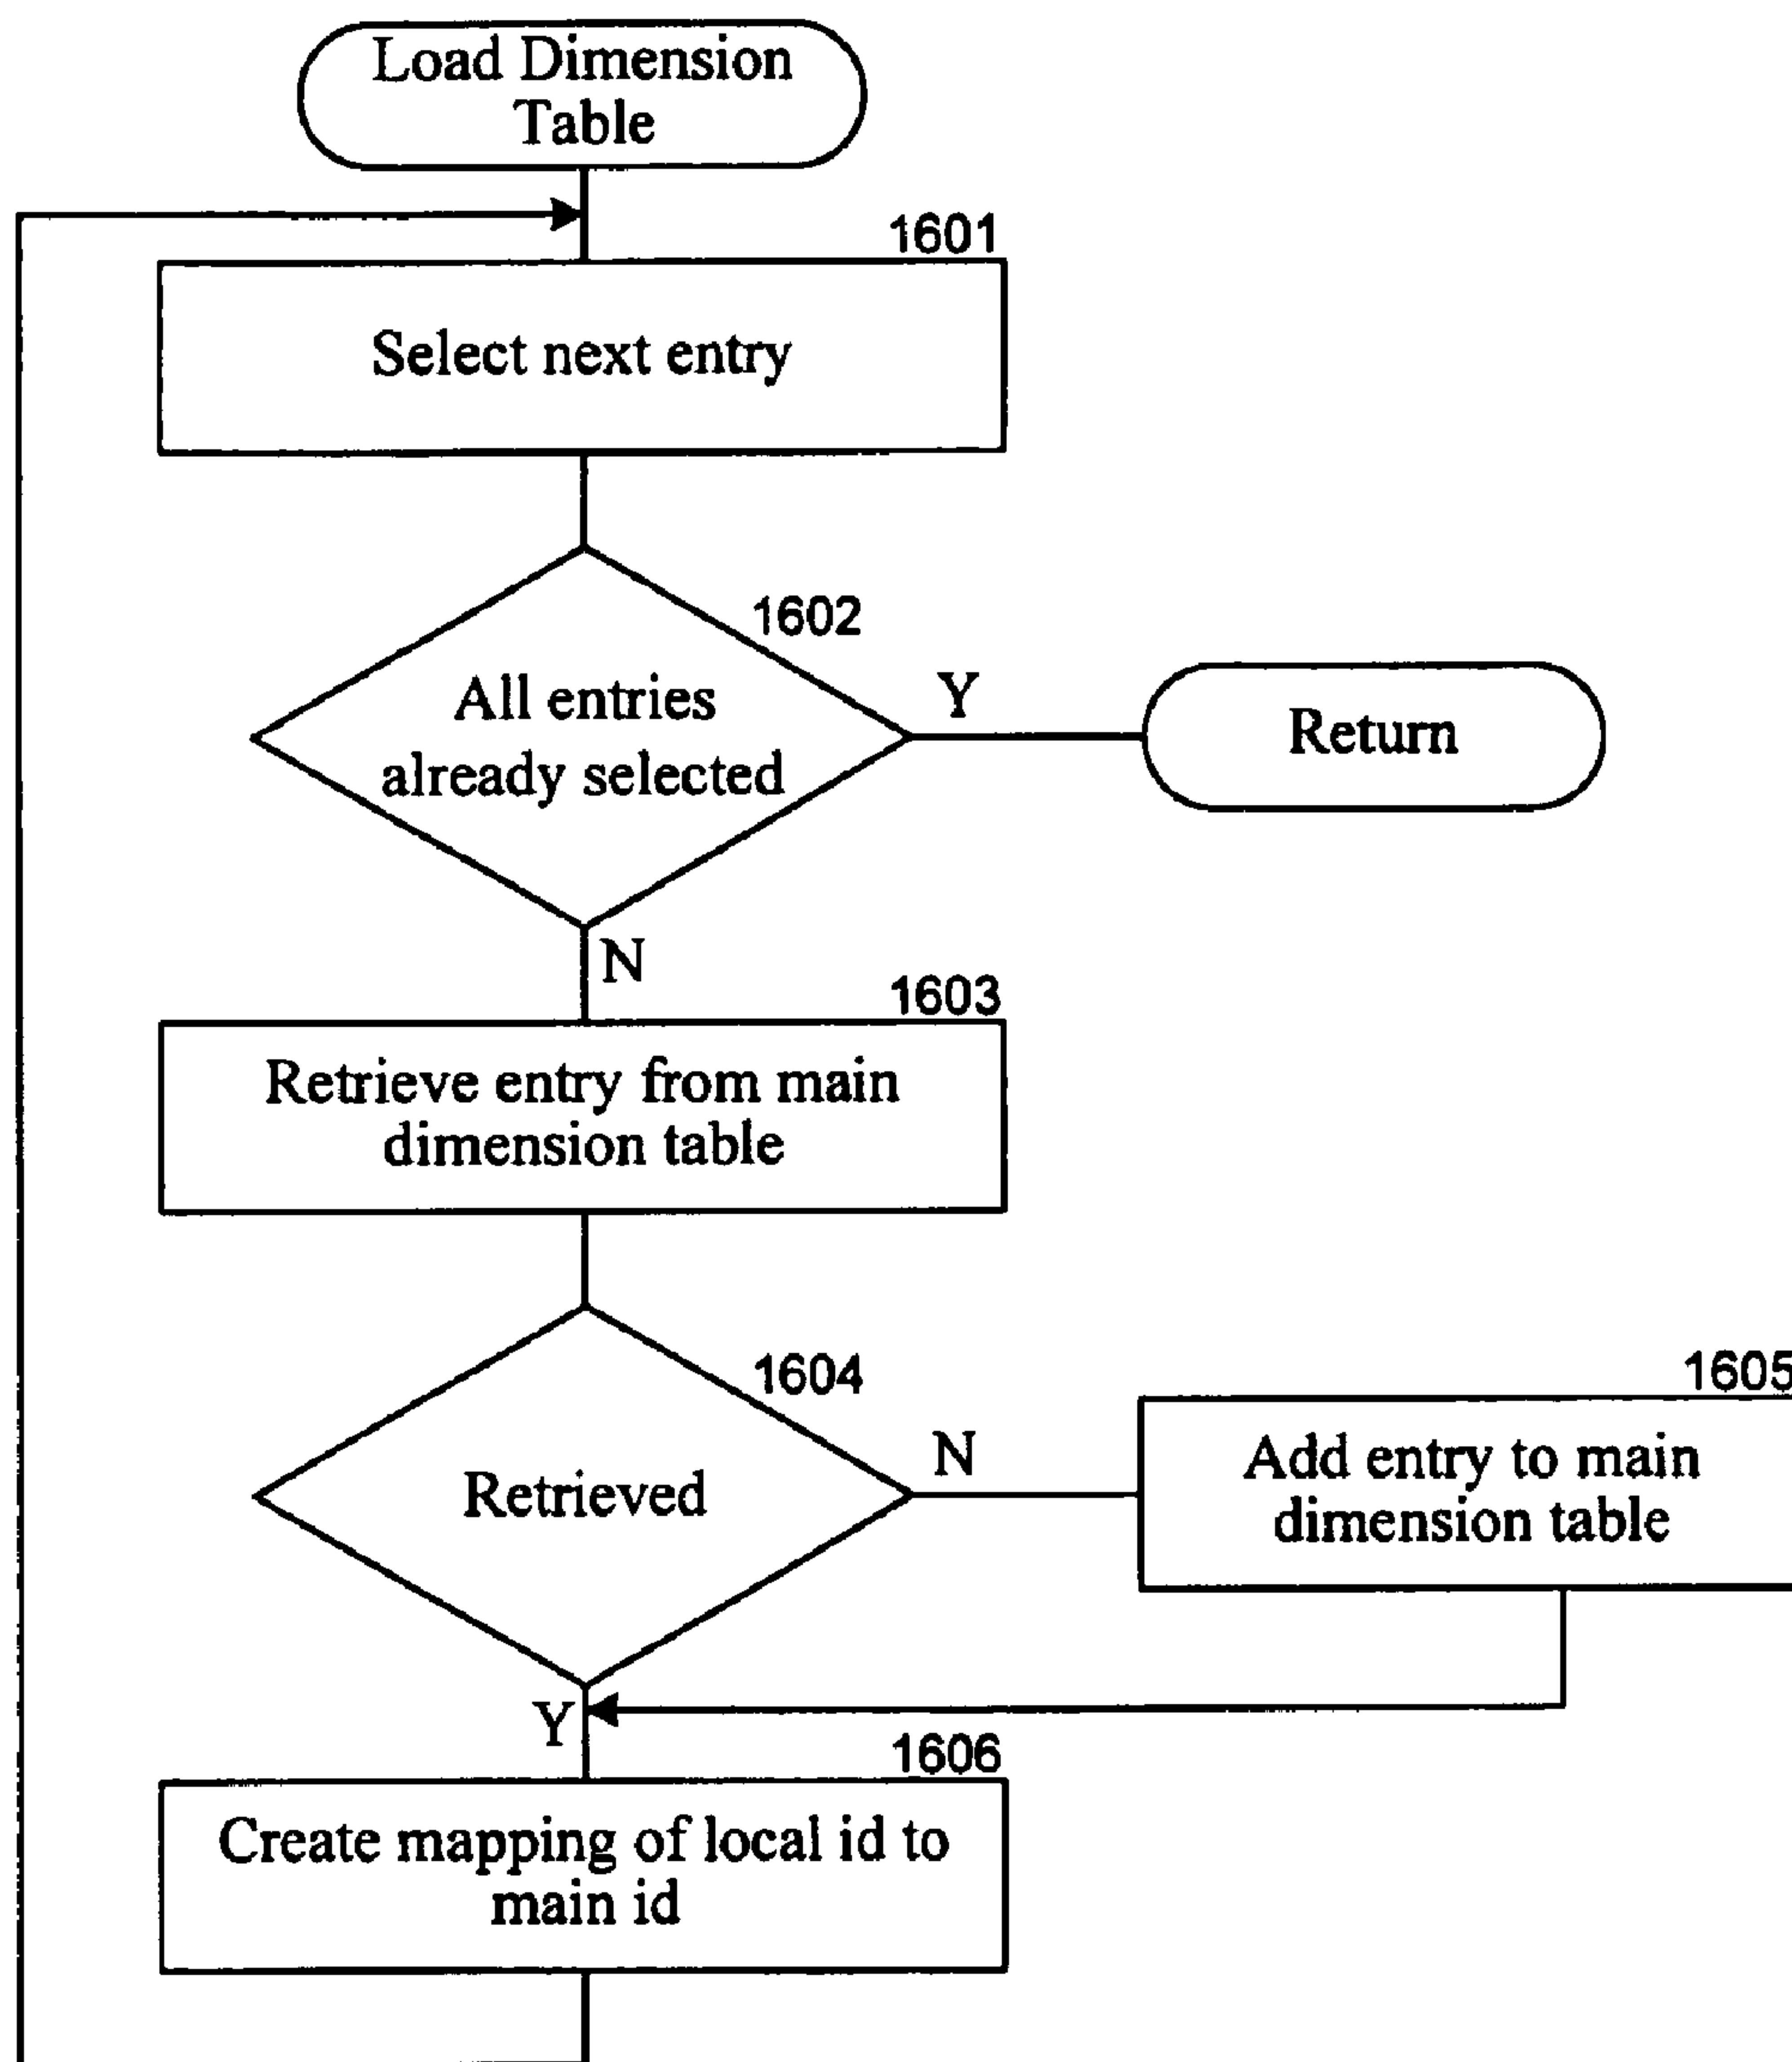 Load Dimension
Table
1601
Select next entry
1602
All entries
already selected
Y
Return
N
1603
Retrieve entry from main
dimension table
1604
Retrieved
N
1605
Add entry to main
dimension table
Y
1606
Create mapping of local id to
main id